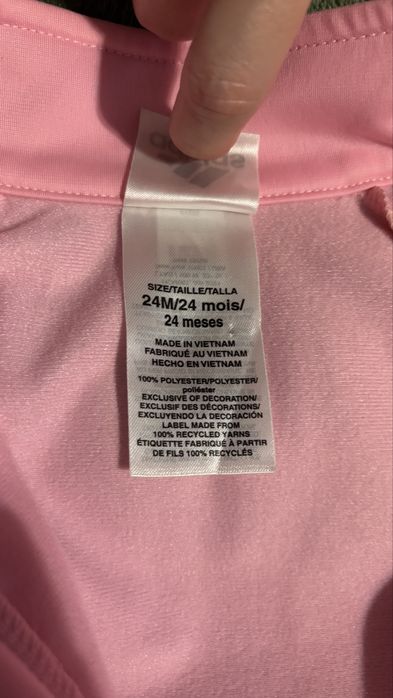 SIZE/TAILLE/TALLA
24M/24 mois/
24 meses
MADE IN VIETNAM
FABRIQUÉ AU VIETNAM
HECHO EN VIETNAM
100% POLYESTER/POLYESTER/
poliéster
EXCLUSIVE OF DECORATION/
EXCLUSIF DES DÉCORATIONS/
EXCLUYENDO LA DECORACIÓN
LABEL MADE FROM
100% RECYCLED YARNS
ÉTIQUETTE FABRIQUÉ À PARTIR
DE FILS 100% RECYCLÉS